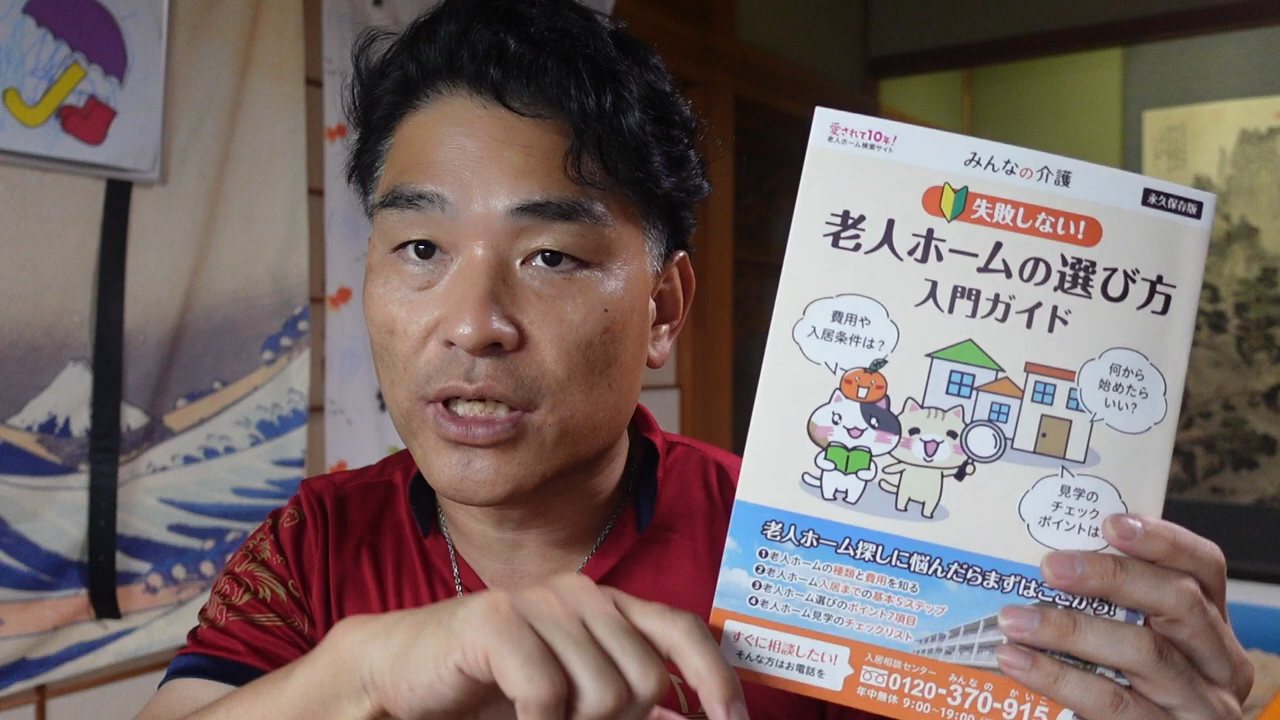 愛されて10年!
老人ホーム検索サイト
みんなの介護
永久保存版
失敗しない!
老人ホームの選び方
入門ガイド
費用や
入居条件は?
何から
始めたら
いい?
見学の
チェック
ポイントは
老人ホーム探しに悩んだらまずはここから!
❶老人ホームの種類と費用を知る
❷老人ホーム入居までの基本5ステップ
❸老人ホーム選びのポイント7項目
❹老人ホーム見学のチェックリスト
すぐに相談したい!
そんな方はお電話を
入居相談センター
みんなの かいご
0120-370-915
年中無休 9:00~19:00